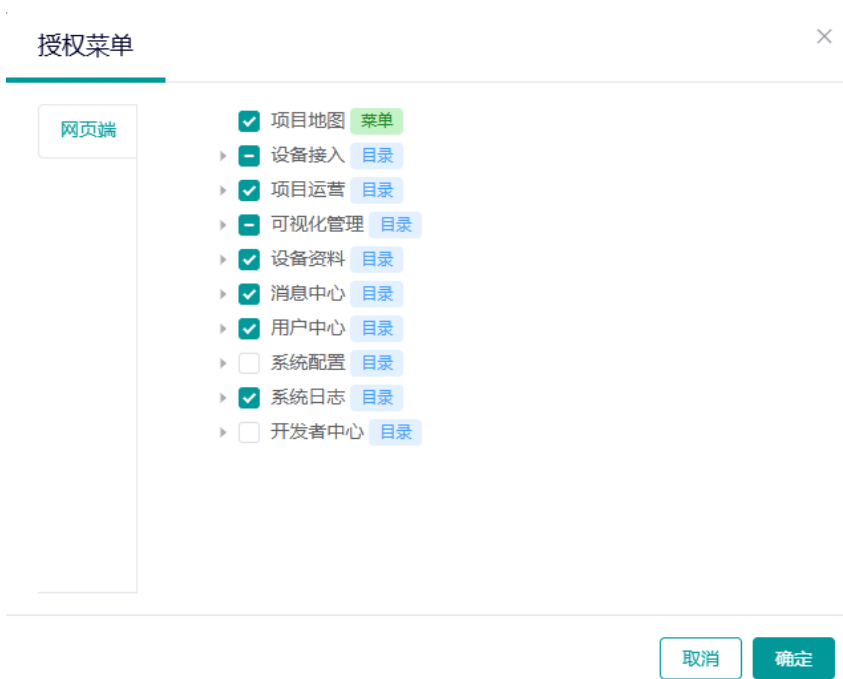 授权菜单
网页端
项目地图 菜单
设备接入 目录
项目运营 目录
可视化管理 目录
设备资料 目录
消息中心 目录
用户中心 目录
系统配置 目录
系统日志 目录
开发者中心 目录
取消 确定